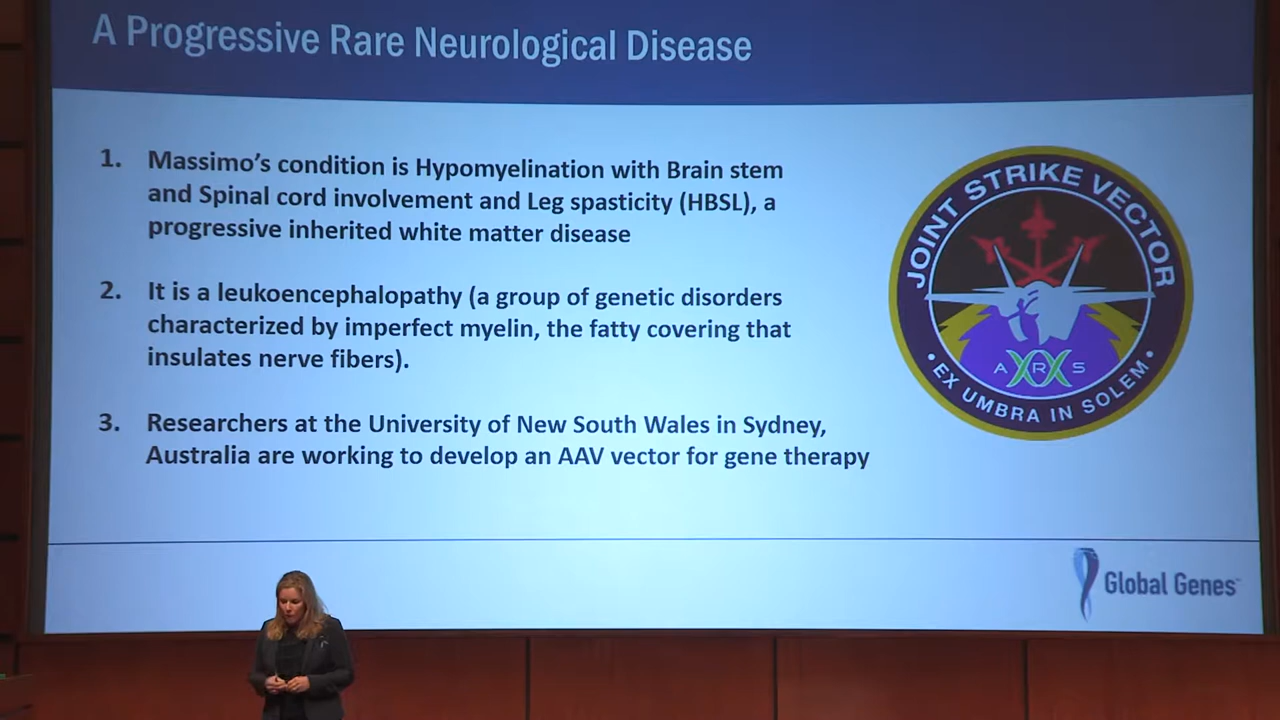 A Progressive Rare Neurological Disease
1. Massimo's condition is Hypomyelination with Brain stem
and Spinal cord involvement and Leg spasticity (HBSL), a
progressive inherited white matter disease
2. It is a leukoencephalopathy (a group of genetic disorders
characterized by imperfect myelin, the fatty covering that
insulates nerve fibers).
3. Researchers at the University of New South Wales in Sydney,
Australia are working to develop an AAV vector for gene therapy
JOINT STRIKE VECTOR
A R S
• EX UMBRA IN SOLEM •
Global Genes™